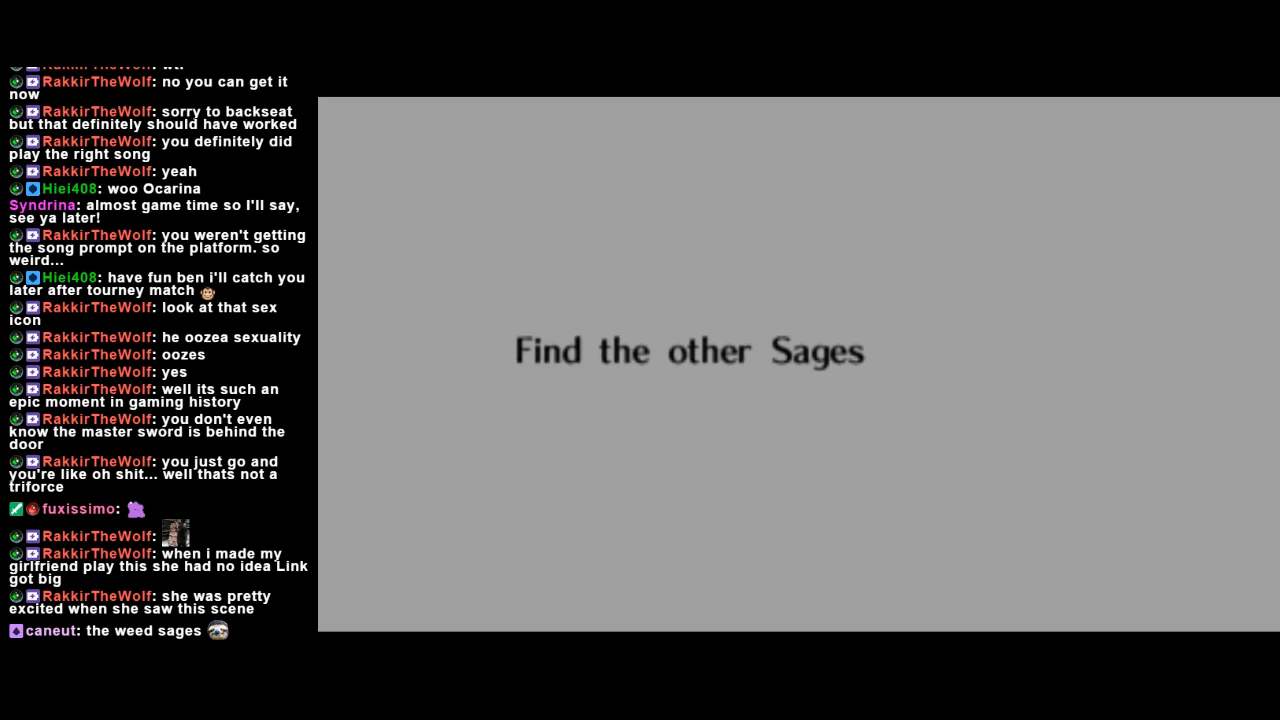 RakkirTheWolf: wtf
RakkirTheWolf: no you can get it
now
RakkirTheWolf: sorry to backseat
but that definitely should have worked
RakkirTheWolf: you definitely did
play the right song
RakkirTheWolf: yeah
Hiei408: woo Ocarina
Syndrina: almost game time so I'll say,
see ya later!
RakkirTheWolf: you weren't getting
the song prompt on the platform. so
weird...
Hiei408: have fun ben i'll catch you
later after tourney match
RakkirTheWolf: look at that sex
icon
RakkirTheWolf: he oozea sexuality
RakkirTheWolf: oozes
RakkirTheWolf: yes
RakkirTheWolf: well its such an
epic moment in gaming history
RakkirTheWolf: you don't even
know the master sword is behind the
door
RakkirTheWolf: you just go and
you're like oh shit... well thats not a
triforce
fuxissimo:
RakkirTheWolf:
RakkirTheWolf: when i made my
girlfriend play this she had no idea Link
got big
RakkirTheWolf: she was pretty
excited when she saw this scene
caneut: the weed sages
Find the other Sages